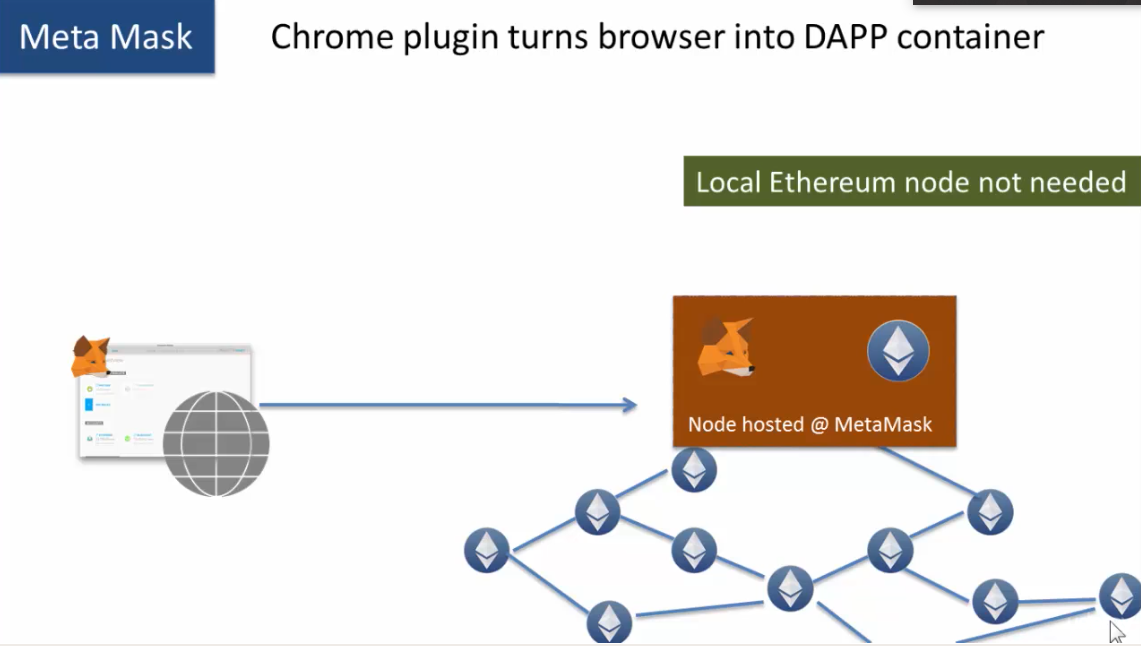 Meta Mask
Chrome plugin turns browser into DAPP container
Local Ethereum node not needed
Node hosted @ MetaMask